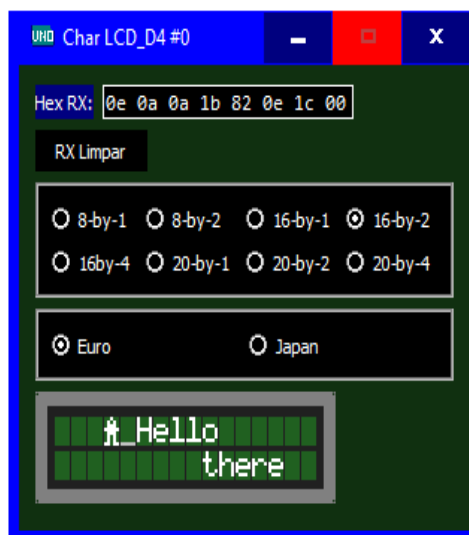 UNO Char LCD_D4 #0
Hex RX: 0e 0a 0a 1b 82 0e 1c 00
RX Limpar
8-by-1 8-by-2 16-by-1 16-by-2
16by-4 20-by-1 20-by-2 20-by-4
Euro Japan
_Hello
there